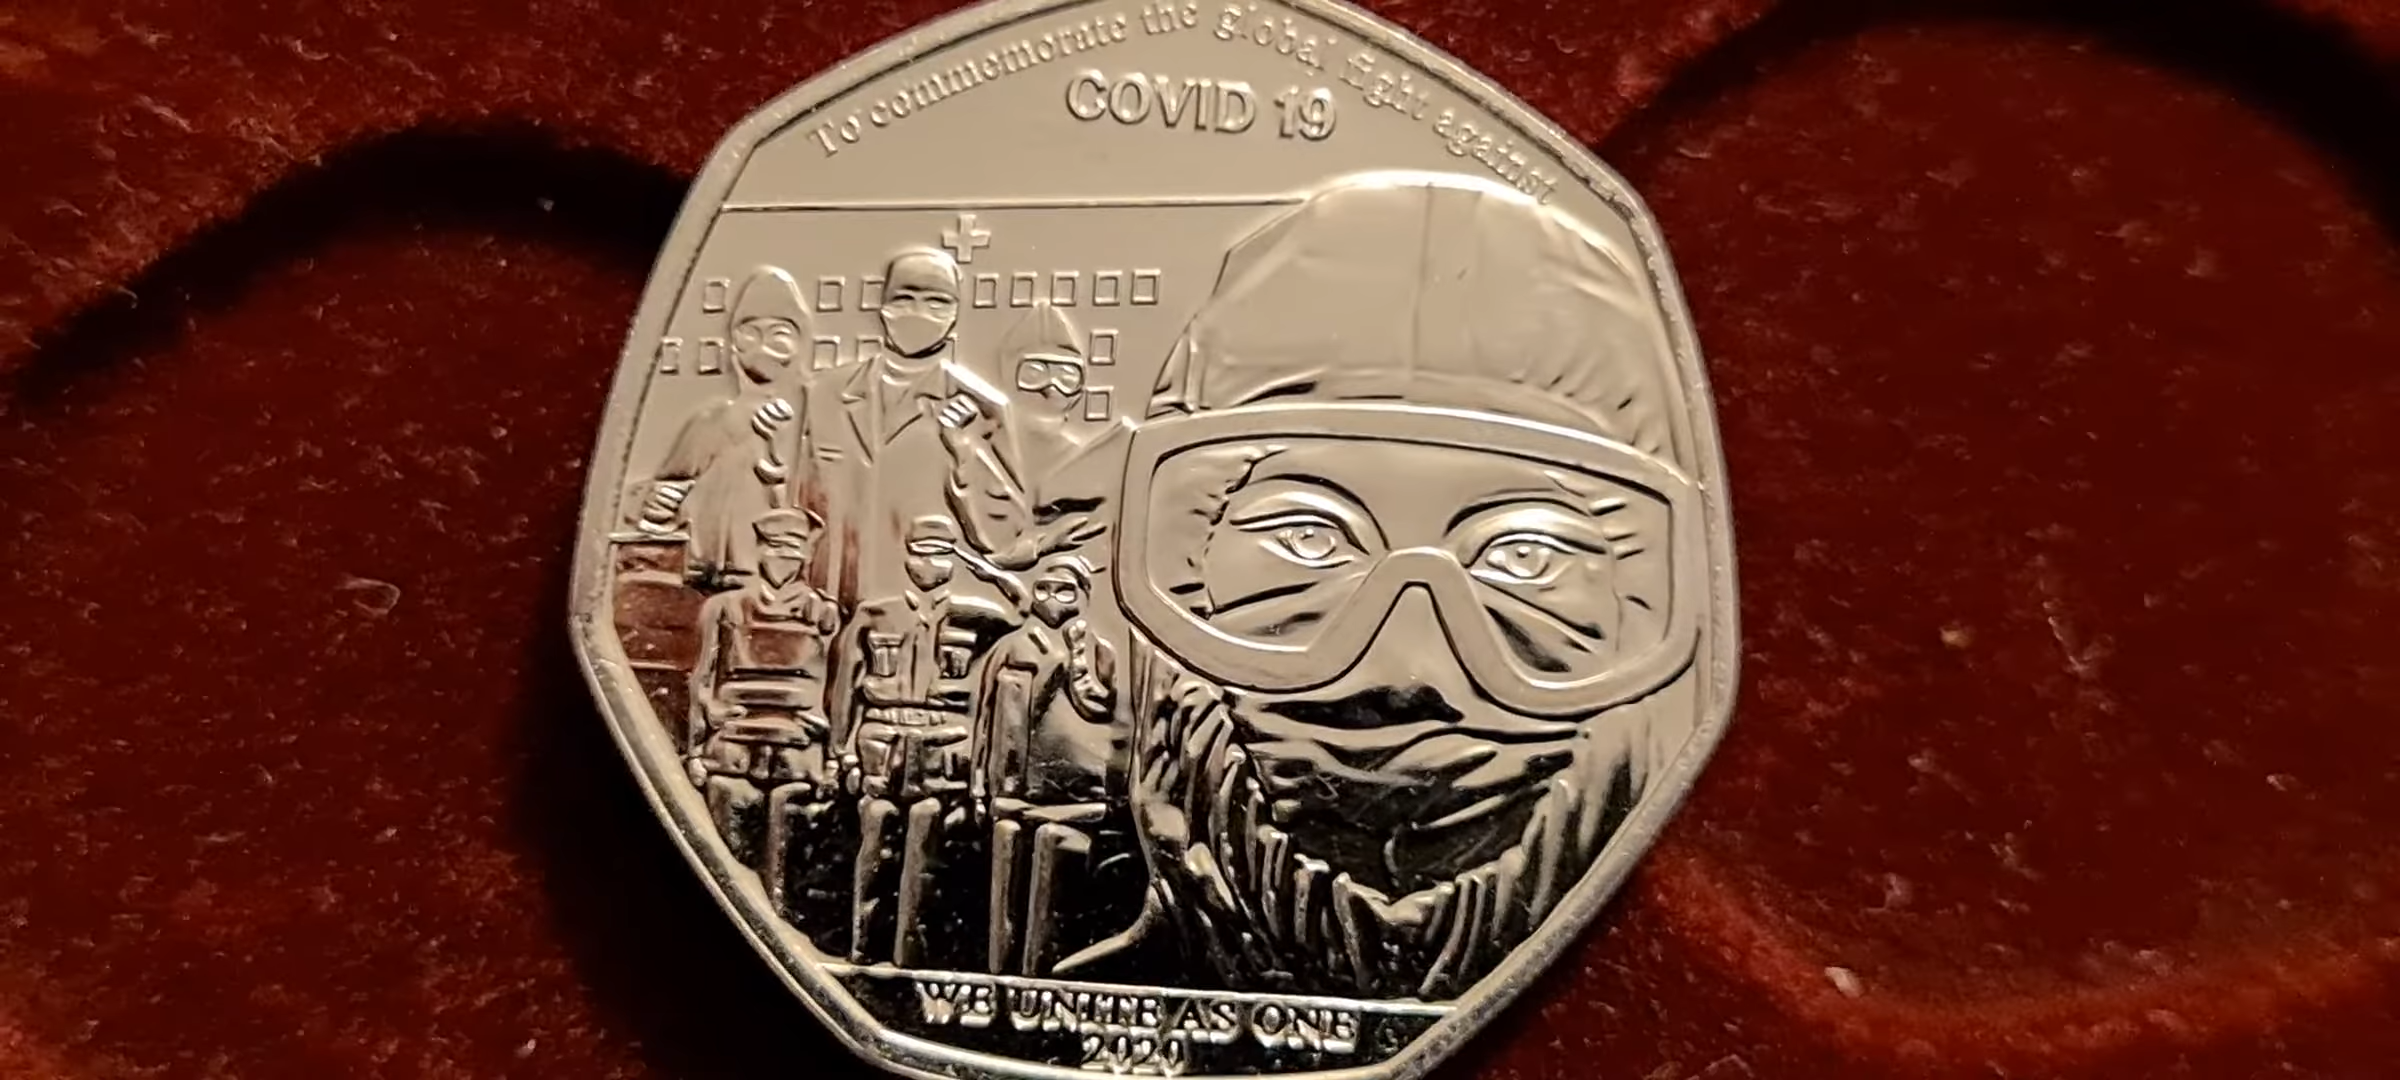 To commemorate the global fight against
COVID 19
WE UNITE AS ONE
2020